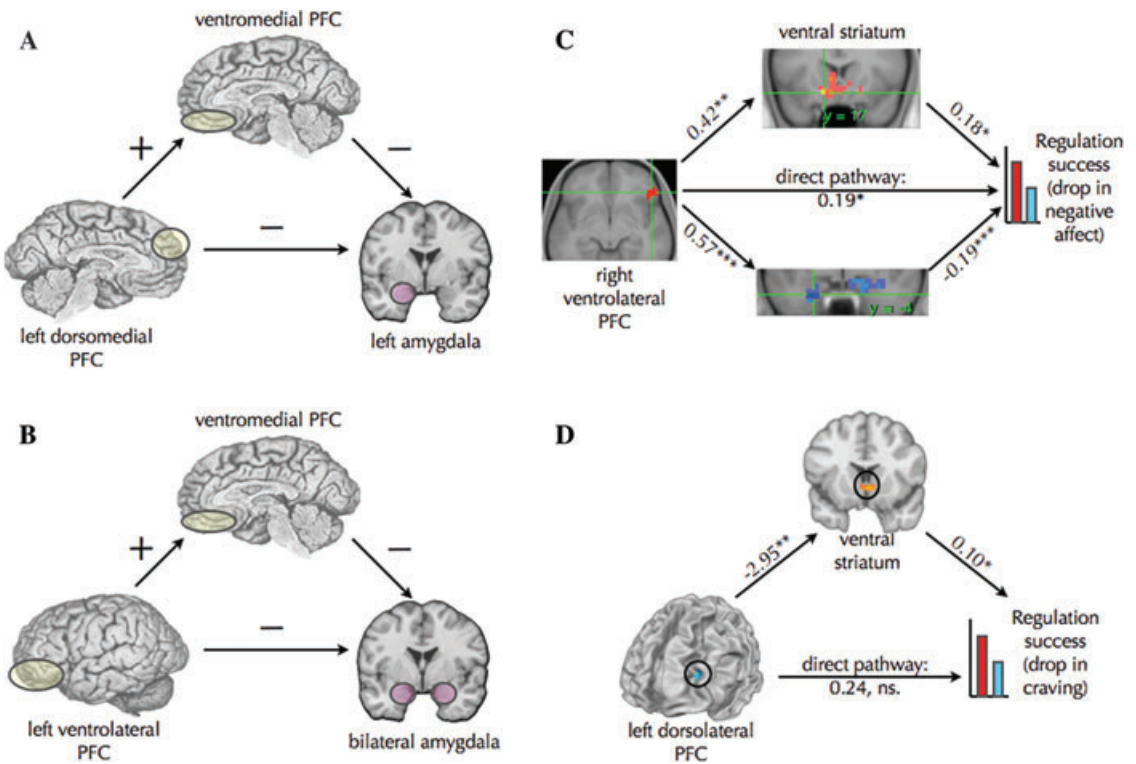 A
ventromedial PFC
+
−
−
left dorsomedial
PFC
left amygdala
B
ventromedial PFC
+
−
−
left ventrolateral
PFC
bilateral amygdala
C
ventral striatum
y = 17
0.42**
0.18*
direct pathway:
0.19*
0.57***
-0.19***
y = -4
right
ventrolateral
PFC
Regulation
success
(drop in
negative
affect)
D
ventral
striatum
-2.95**
0.10*
direct pathway:
0.24, ns.
left dorsolateral
PFC
Regulation
success
(drop in
craving)